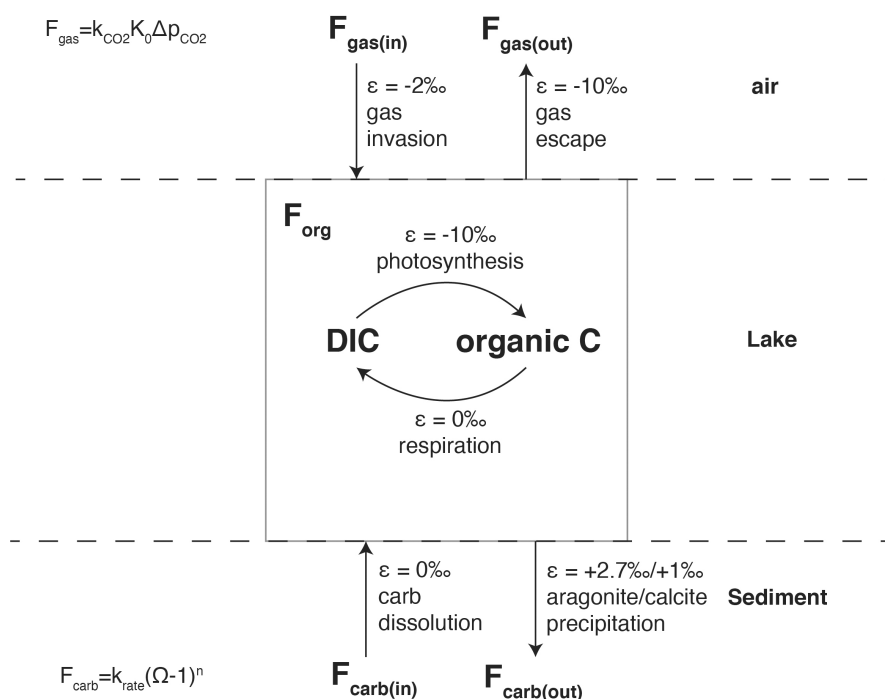 F_gas=k_CO2K_0Δp_CO2
F_gas(in)
F_gas(out)
ε = -2‰
gas
invasion
ε = -10‰
gas
escape
air
F_org
ε = -10‰
photosynthesis
DIC
organic C
Lake
ε = 0‰
respiration
ε = 0‰
carb
dissolution
ε = +2.7‰/+1‰
aragonite/calcite
precipitation
Sediment
F_carb=k_rate(Ω-1)^n
F_carb(in)
F_carb(out)